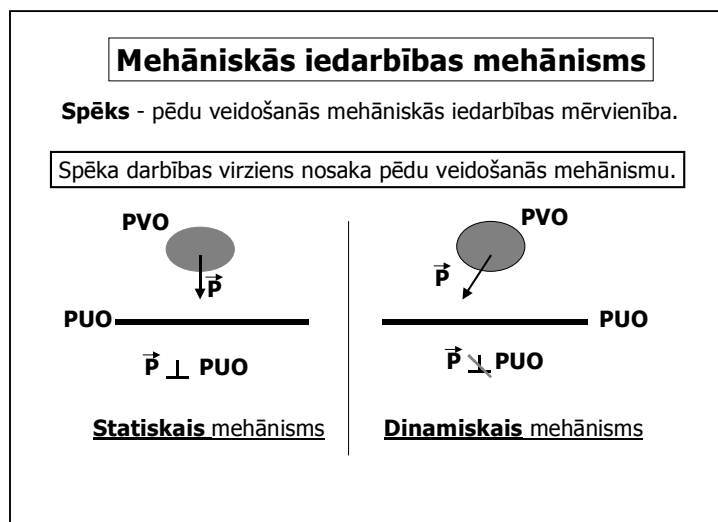 Mehāniskās iedarbības mehānisms
Spēks - pēdu veidošanās mehāniskās iedarbības mērvienība.
Spēka darbības virziens nosaka pēdu veidošanās mehānismu.
PVO
P
PUO
P ⊥ PUO
Statiskais mehānisms
PVO
P
PUO
P ⊥ PUO
Dinamiskais mehānisms